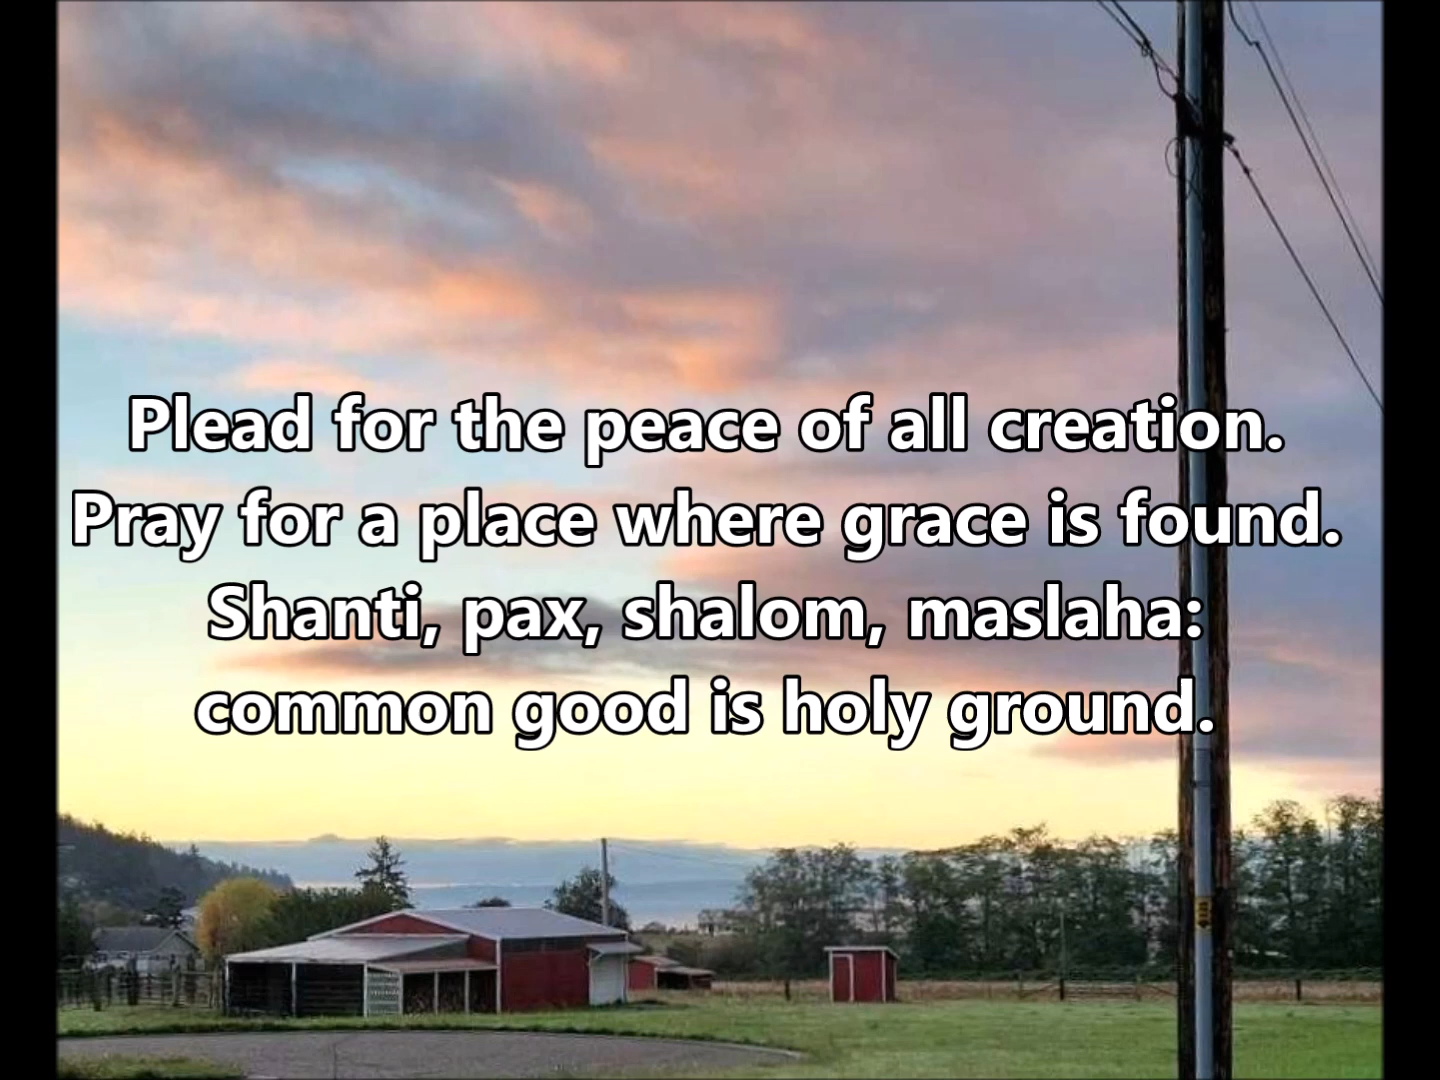 Plead for the peace of all creation.
Pray for a place where grace is found.
Shanti, pax, shalom, maslaha:
common good is holy ground.